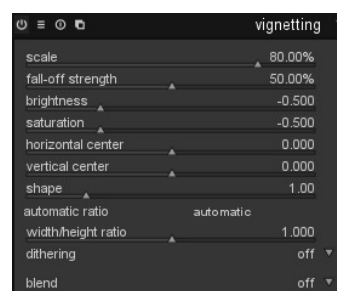 vignetting
scale 80.00%
fall-off strength 50.00%
brightness -0.500
saturation -0.500
horizontal center 0.000
vertical center 0.000
shape 1.00
automatic ratio automatic
width/height ratio 1.000
dithering off
blend off